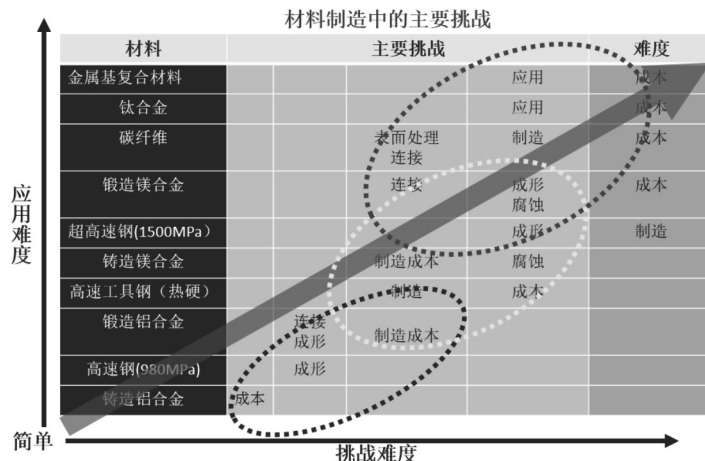 材料制造中的主要挑战
材料 主要挑战 难度
金属基复合材料 应用 成本
钛合金 应用 成本
碳纤维 表面处理 制造 成本
连接
锻造镁合金 连接 成形 成本
腐蚀
超高速钢(1500MPa） 成形 制造
铸造镁合金 制造成本 腐蚀
高速工具钢（热硬） 制造 成本
锻造铝合金 连接 制造成本
成形
高速钢(980MPa) 成形
铸造铝合金 成本
应用难度
简单
挑战难度